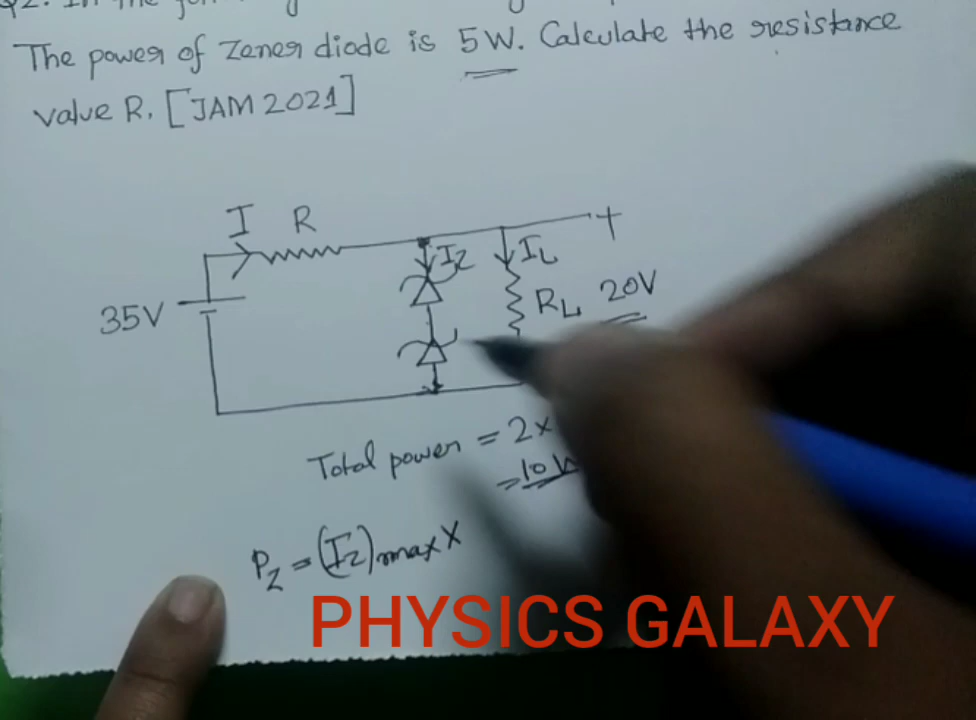 The power of Zener diode is 5W. Calculate the resistance
value R. [JAM 2021]
I R
+
IZ IL
35V
RL 20V
Total power = 2x
= 10
PZ = (IZ)max X
PHYSICS GALAXY